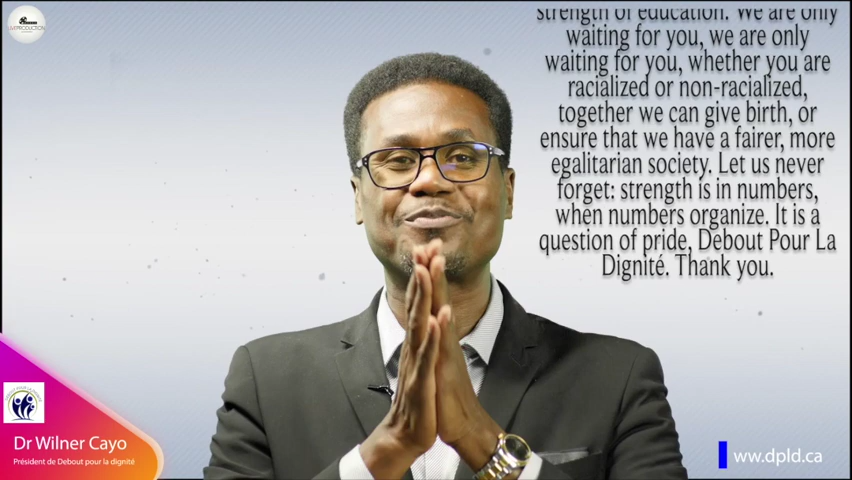 LIVEPRODUCTION
strength of education. We are only
waiting for you, we are only
waiting for you, whether you are
racialized or non-racialized,
together we can give birth, or
ensure that we have a fairer, more
egalitarian society. Let us never
forget: strength is in numbers,
when numbers organize. It is a
question of pride, Debout Pour La
Dignité. Thank you.
Dr Wilner Cayo
Président de Debout pour la dignité
ww.dpld.ca